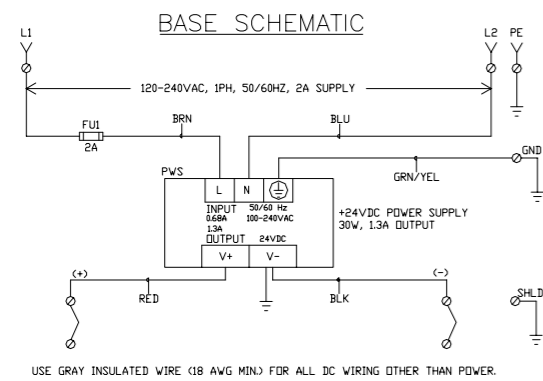 BASE SCHEMATIC
L1
L2 PE
120-240VAC, 1PH, 50/60HZ, 2A SUPPLY
FU1
2A
BRN
BLU
GND
GRN/YEL
PWS
L N
INPUT 50/60 Hz
0.68A 100-240VAC
1.3A
OUTPUT 24VDC
V+ V-
+24VDC POWER SUPPLY
30W, 1.3A OUTPUT
(+)
RED
BLK
(-)
SHLD
USE GRAY INSULATED WIRE (18 AWG MIN.) FOR ALL DC WIRING OTHER THAN POWER.